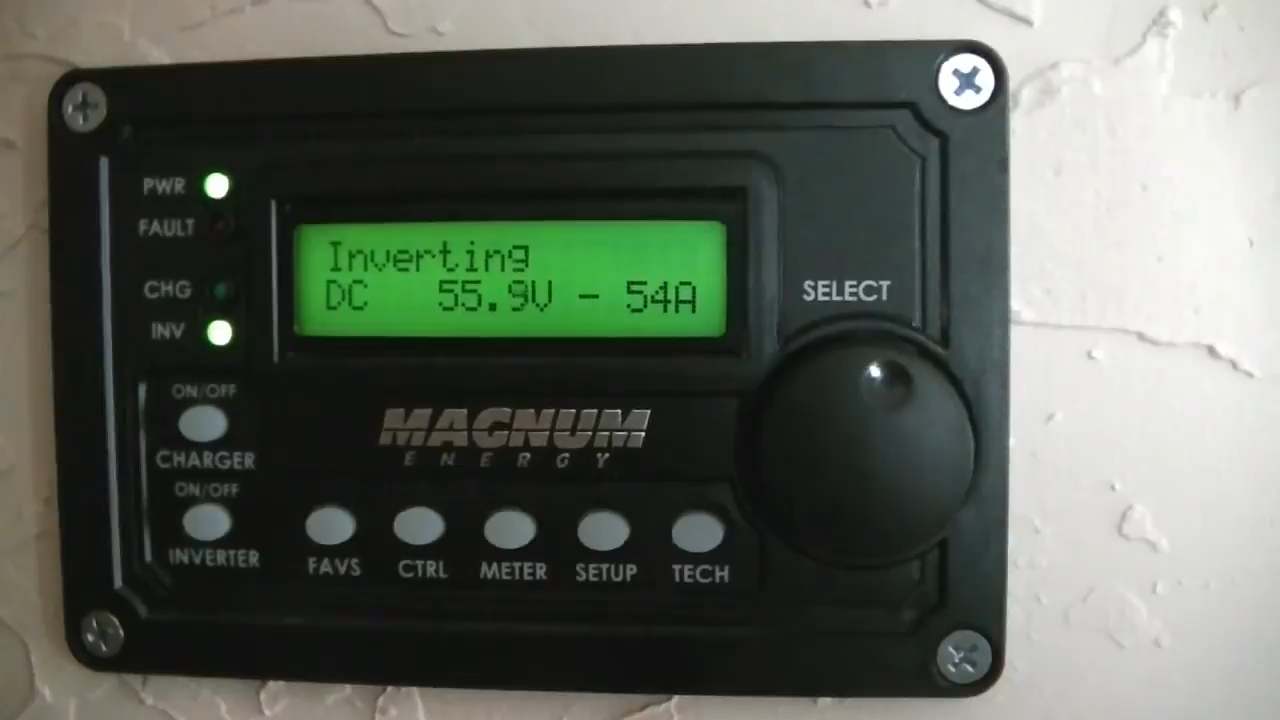 PWR
FAULT
CHG
INV
Inverting
DC 55.9V - 54A
SELECT
ON/OFF
CHARGER
ON/OFF
INVERTER
MAGNUM
ENERGY
FAVS
CTRL
METER
SETUP
TECH